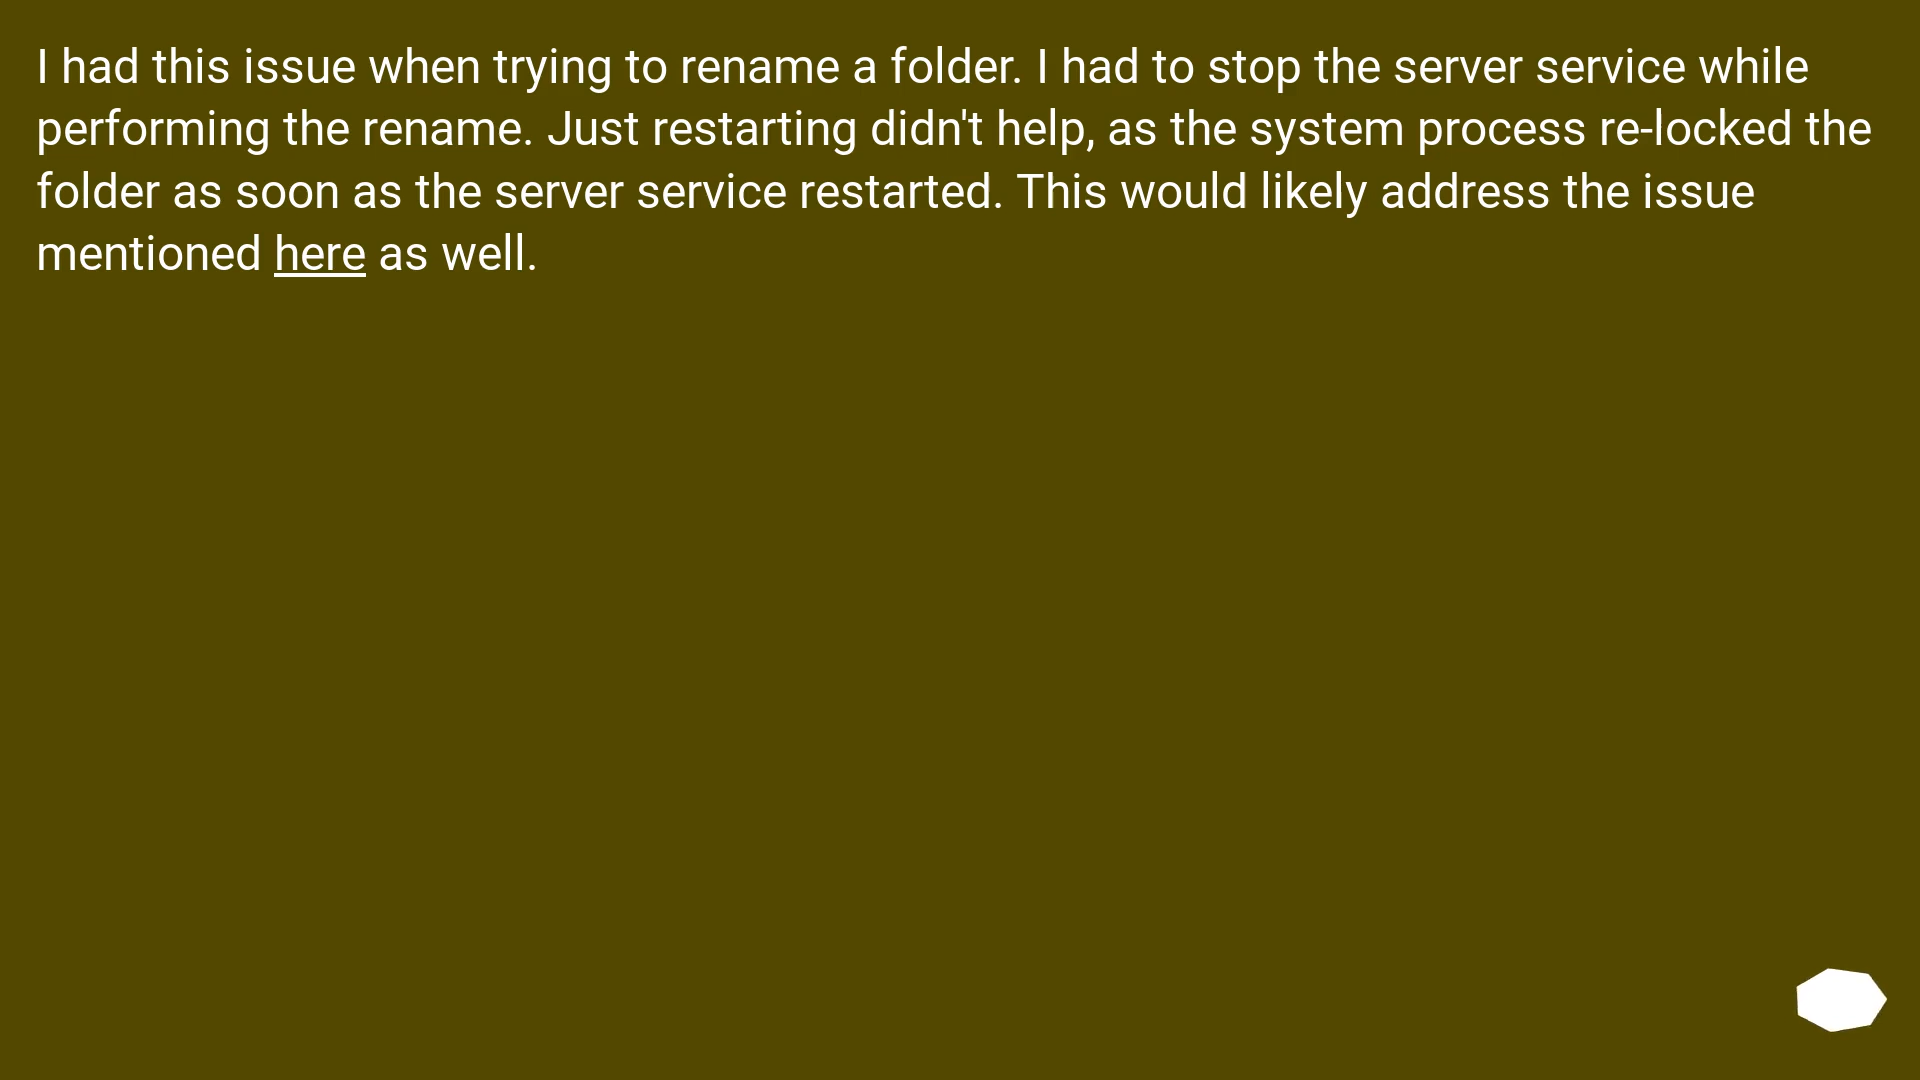 I had this issue when trying to rename a folder. I had to stop the server service while
performing the rename. Just restarting didn't help, as the system process re-locked the
folder as soon as the server service restarted. This would likely address the issue
mentioned here as well.